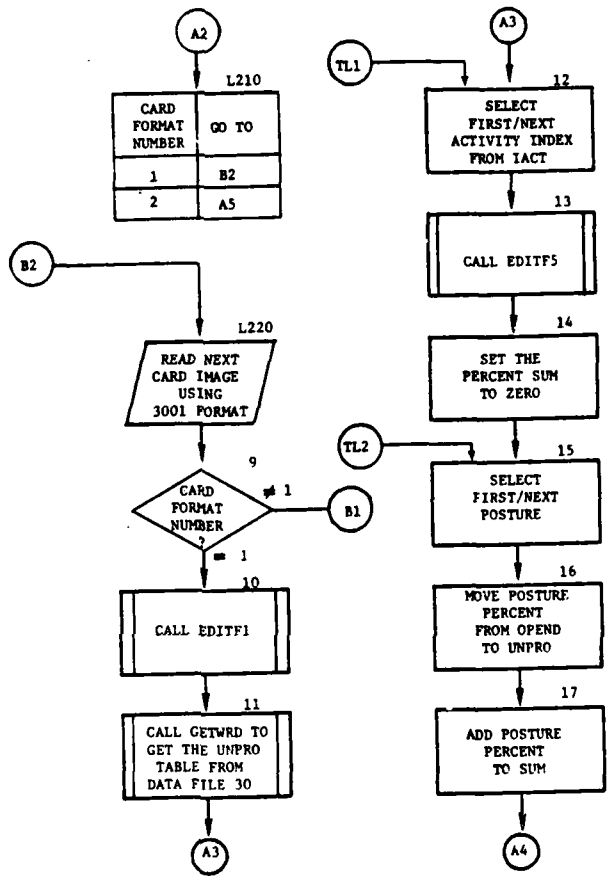 A2
L210
CARD FORMAT NUMBER GO TO
1 B2
2 A5
B2
L220
READ NEXT
CARD IMAGE
USING
3001 FORMAT
9
CARD
FORMAT
NUMBER
?
≠ 1
B1
= 1
10
CALL EDITF1
11
CALL GETWRD TO
GET THE UNPRO
TABLE FROM
DATA FILE 30
A3
A3
TL1
12
SELECT
FIRST/NEXT
ACTIVITY INDEX
FROM IACT
13
CALL EDITF5
14
SET THE
PERCENT SUM
TO ZERO
TL2
15
SELECT
FIRST/NEXT
POSTURE
16
MOVE POSTURE
PERCENT
FROM OPEND
TO UNPRO
17
ADD POSTURE
PERCENT
TO SUM
A4